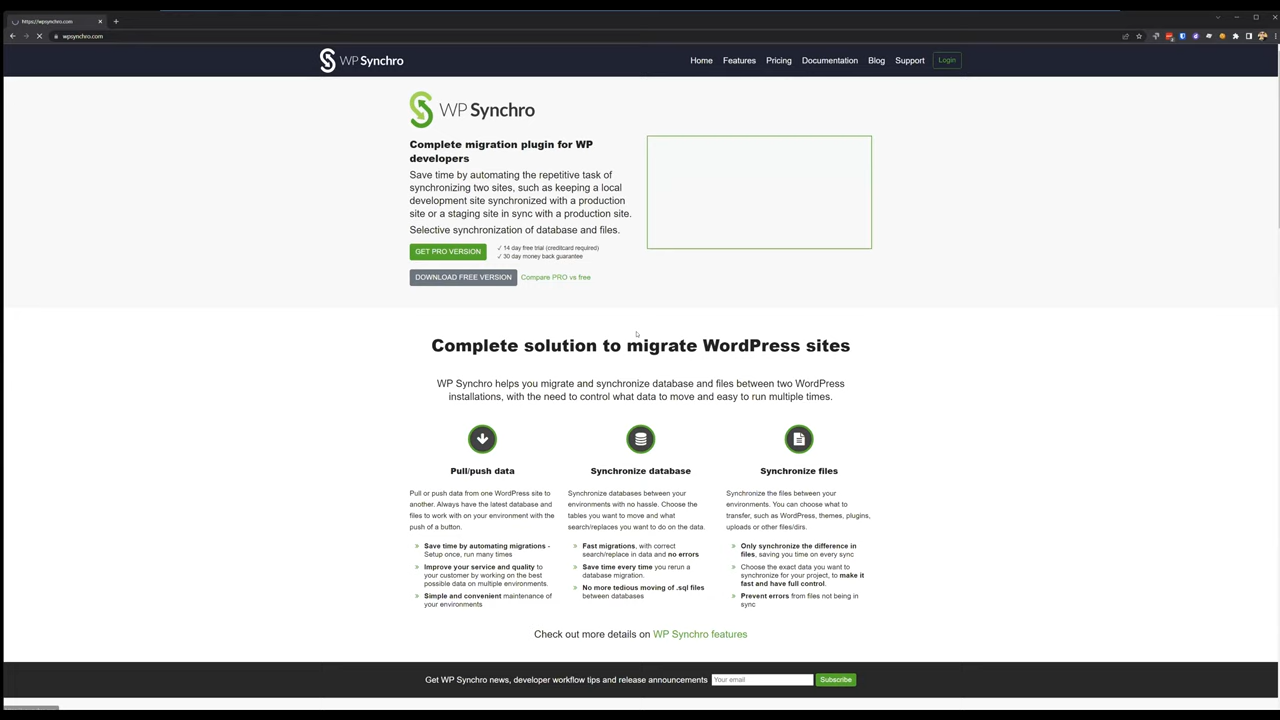 https://wpsynchro.com
wpsynchro.com
WP Synchro
Home
Features
Pricing
Documentation
Blog
Support
Login
WP Synchro
Complete migration plugin for WP
developers
Save time by automating the repetitive task of
synchronizing two sites, such as keeping a local
development site synchronized with a production
site or a staging site in sync with a production site.
Selective synchronization of database and files.
GET PRO VERSION
✓ 14 day free trial (creditcard required)
✓ 30 day money back guarantee
DOWNLOAD FREE VERSION
Compare PRO vs free
Complete solution to migrate WordPress sites
WP Synchro helps you migrate and synchronize database and files between two WordPress
installations, with the need to control what data to move and easy to run multiple times.
Pull/push data
Pull or push data from one WordPress site to
another. Always have the latest database and
files to work with on your environment with the
push of a button.
» Save time by automating migrations -
Setup once, run many times
» Improve your service and quality to
your customer by working on the best
possible data on multiple environments.
» Simple and convenient maintenance of
your environments
Synchronize database
Synchronize databases between your
environments with no hassle. Choose the
tables you want to move and what
search/replaces you want to do on the data.
» Fast migrations, with correct
search/replace in data and no errors
» Save time every time you rerun a
database migration.
» No more tedious moving of .sql files
between databases
Synchronize files
Synchronize the files between your
environments. You can choose what to
transfer, such as WordPress, themes, plugins,
uploads or other files/dirs.
» Only synchronize the difference in
files, saving you time on every sync
» Choose the exact data you want to
synchronize for your project, to make it
fast and have full control.
» Prevent errors from files not being in
sync
Check out more details on WP Synchro features
Get WP Synchro news, developer workflow tips and release announcements
Your email
Subscribe